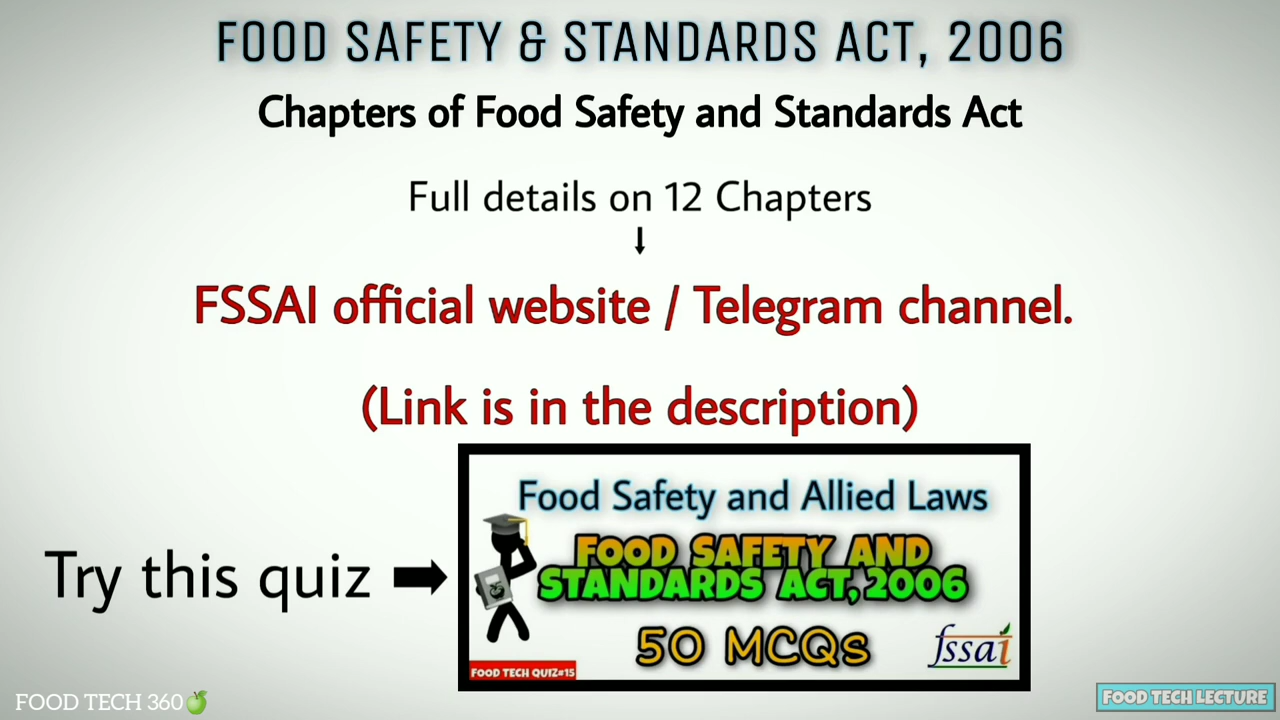 FOOD SAFETY & STANDARDS ACT, 2006
Chapters of Food Safety and Standards Act
Full details on 12 Chapters
FSSAI official website / Telegram channel.
(Link is in the description)
Try this quiz
Food Safety and Allied Laws
FOOD SAFETY AND
STANDARDS ACT, 2006
50 MCQs
fssai
FOOD TECH QUIZ#15
FOOD TECH 360
FOOD TECH LECTURE